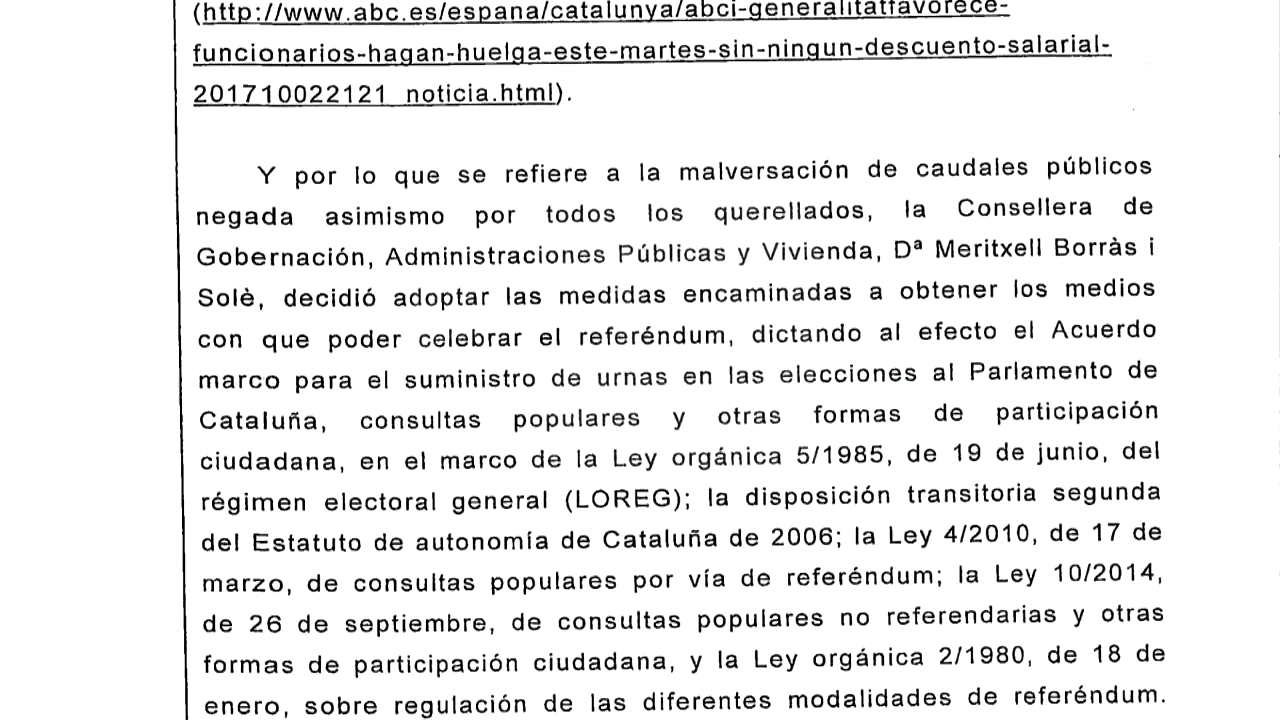 (http://www.abc.es/espana/catalunya/abci-generalitatfavorece-
funcionarios-hagan-huelga-este-martes-sin-ningun-descuento-salarial-
201710022121_noticia.html).
Y por lo que se refiere a la malversación de caudales públicos
negada asimismo por todos los querellados, la Consellera de
Gobernación, Administraciones Públicas y Vivienda, Dª Meritxell Borràs i
Solè, decidió adoptar las medidas encaminadas a obtener los medios
con que poder celebrar el referéndum, dictando al efecto el Acuerdo
marco para el suministro de urnas en las elecciones al Parlamento de
Cataluña, consultas populares y otras formas de participación
ciudadana, en el marco de la Ley orgánica 5/1985, de 19 de junio, del
régimen electoral general (LOREG); la disposición transitoria segunda
del Estatuto de autonomía de Cataluña de 2006; la Ley 4/2010, de 17 de
marzo, de consultas populares por vía de referéndum; la Ley 10/2014,
de 26 de septiembre, de consultas populares no referendarias y otras
formas de participación ciudadana, y la Ley orgánica 2/1980, de 18 de
enero, sobre regulación de las diferentes modalidades de referéndum.